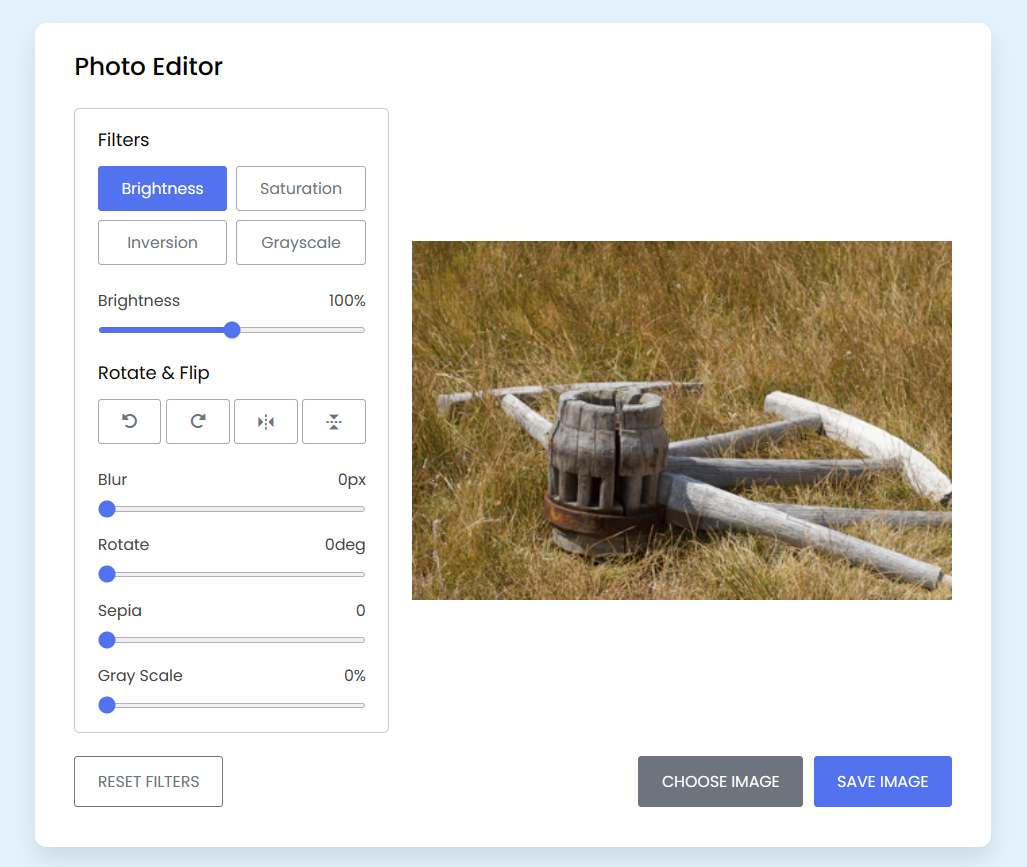 Photo Editor
Filters
Brightness
Saturation
Inversion
Grayscale
Brightness 100%
Rotate & Flip
Blur 0px
Rotate 0deg
Sepia 0
Gray Scale 0%
RESET FILTERS
CHOOSE IMAGE
SAVE IMAGE